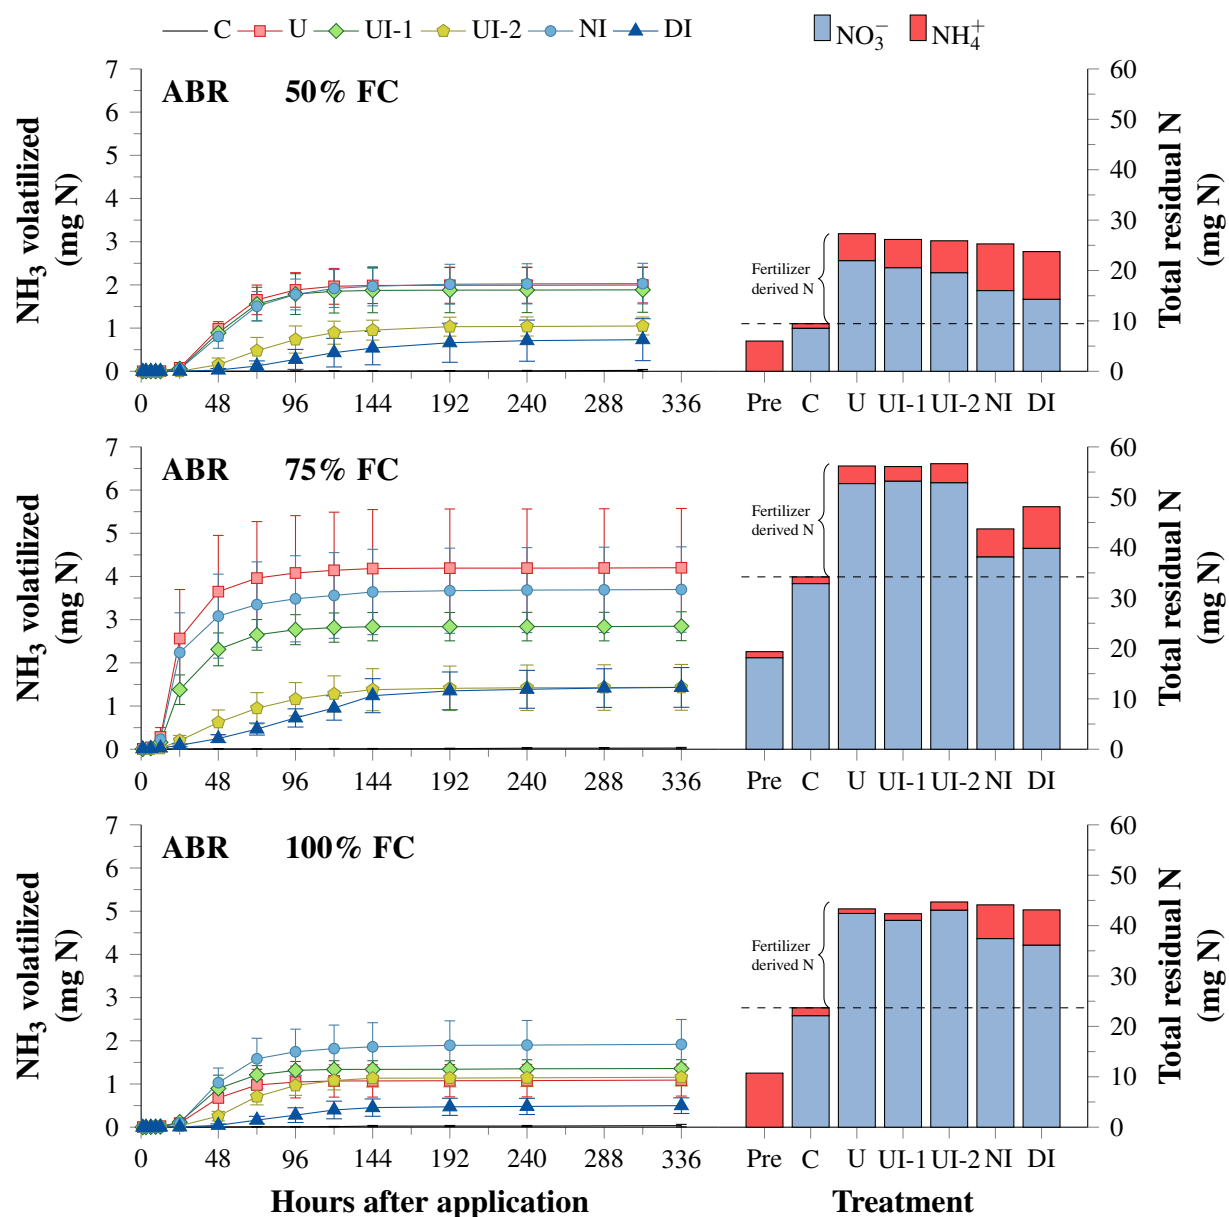 C U UI-1 UI-2 NI DI NO₃⁻ NH₄⁺
ABR 50% FC
NH₃ volatilized
(mg N)
7
6
5
4
3
2
1
0
0 48 96 144 192 240 288 336
Fertilizer
derived N
Pre C U UI-1 UI-2 NI DI
60
50
40
30
20
10
0
Total residual N
(mg N)
ABR 75% FC
NH₃ volatilized
(mg N)
7
6
5
4
3
2
1
0
0 48 96 144 192 240 288 336
Fertilizer
derived N
Pre C U UI-1 UI-2 NI DI
60
50
40
30
20
10
0
Total residual N
(mg N)
ABR 100% FC
NH₃ volatilized
(mg N)
7
6
5
4
3
2
1
0
0 48 96 144 192 240 288 336
Fertilizer
derived N
Pre C U UI-1 UI-2 NI DI
60
50
40
30
20
10
0
Total residual N
(mg N)
Hours after application
Treatment